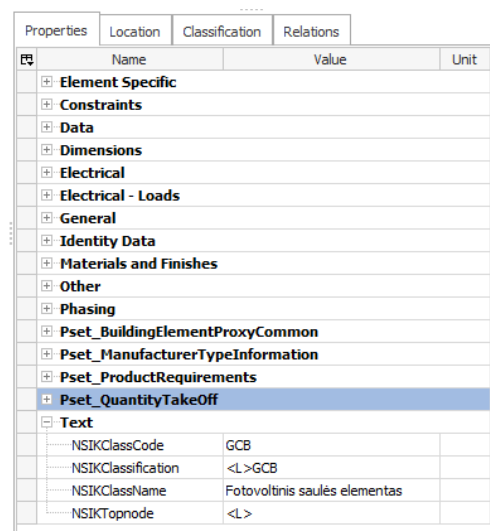 Properties Location Classification Relations
Name Value Unit
Element Specific
Constraints
Data
Dimensions
Electrical
Electrical - Loads
General
Identity Data
Materials and Finishes
Other
Phasing
Pset_BuildingElementProxyCommon
Pset_ManufacturerTypeInformation
Pset_ProductRequirements
Pset_QuantityTakeOff
Text
NSIKClassCode GCB
NSIKClassification <L>GCB
NSIKClassName Fotovoltinis saulės elementas
NSIKTopnode <L>